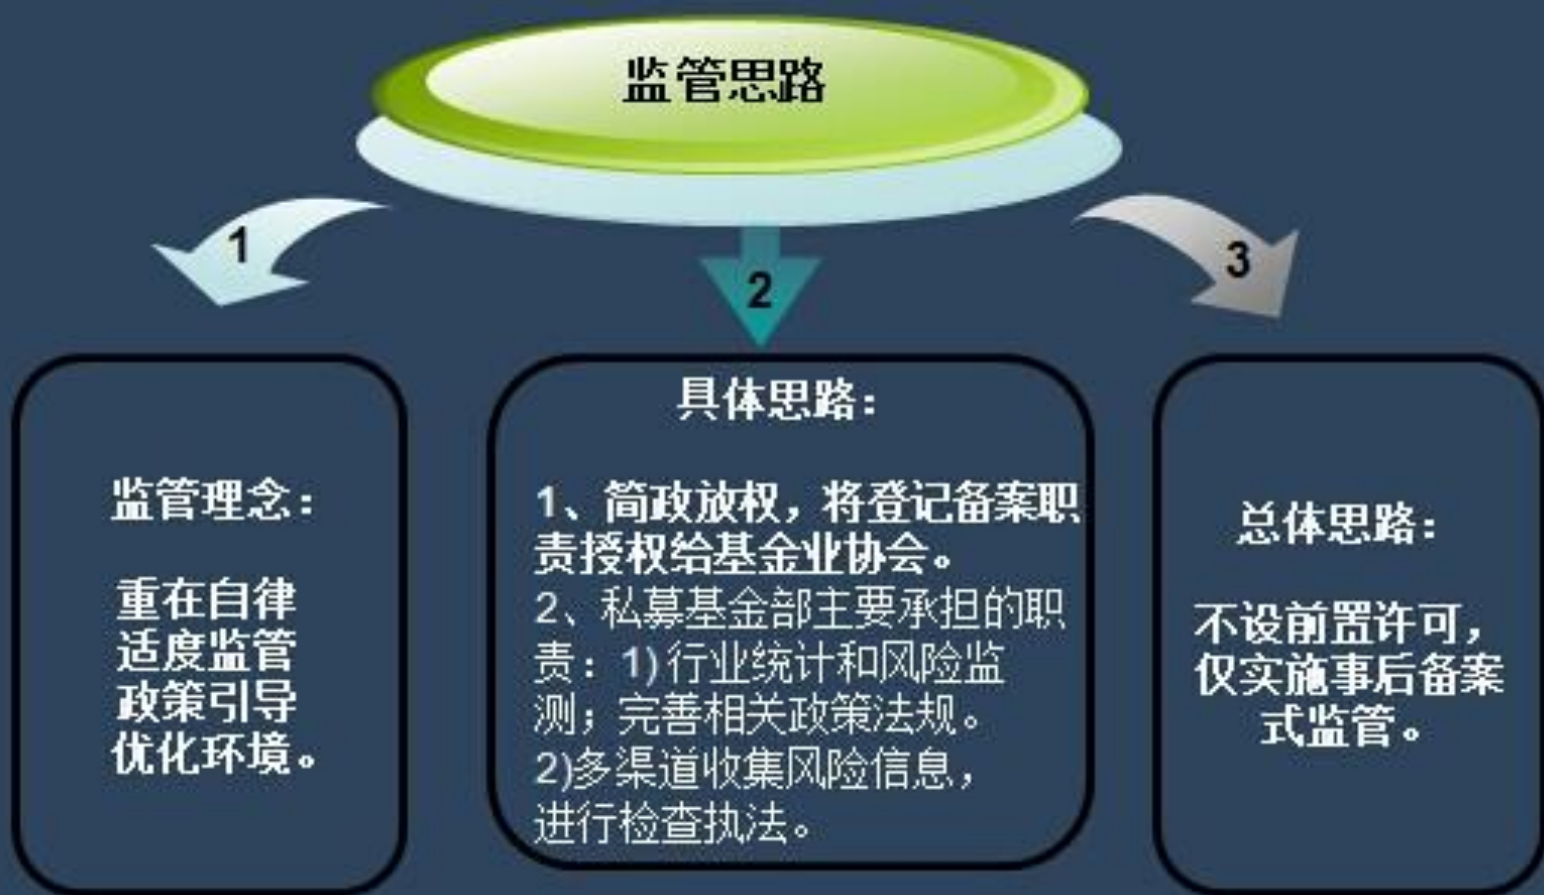 监管思路
1
2
3
监管理念：
重在自律
适度监管
政策引导
优化环境。
具体思路：
1、简政放权，将登记备案职
责授权给基金业协会。
2、私募基金部主要承担的职
责：1)行业统计和风险监
测；完善相关政策法规。
2)多渠道收集风险信息，
进行检查执法。
总体思路：
不设前置许可，
仅实施事后备案
式监管。